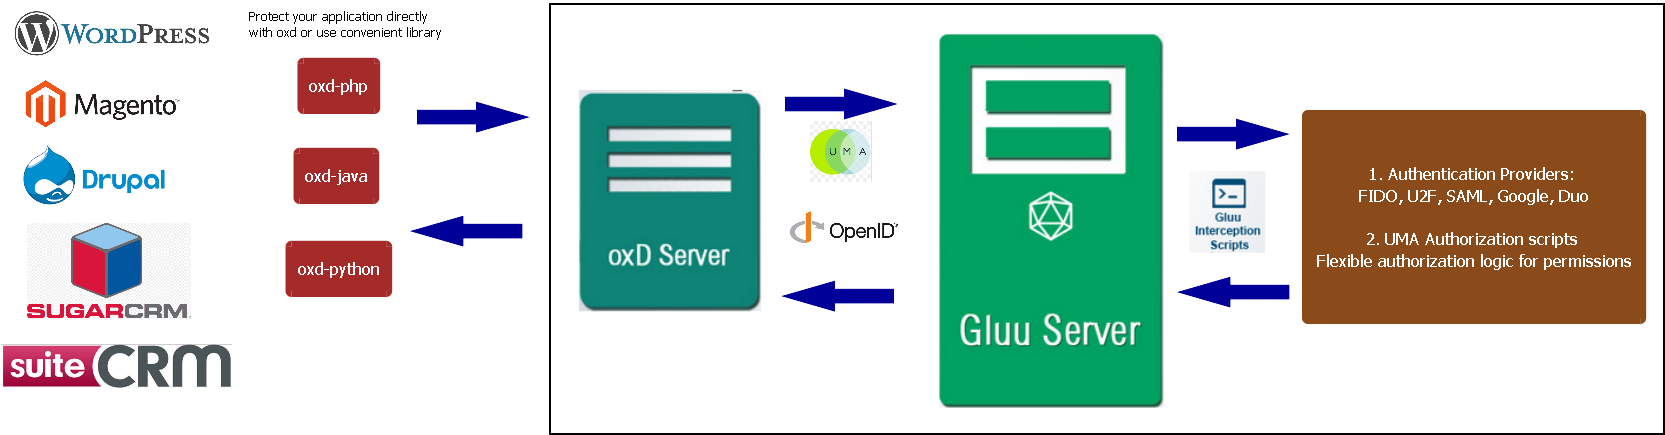 WORDPRESS
Magento™
Drupal
SUGARCRM.
suiteCRM
Protect your application directly
with oxd or use convenient library
oxd-php
oxd-java
oxd-python
oxD Server
UMA
OpenID
Gluu Server
Gluu
Interception
Scripts
1. Authentication Providers:
FIDO, U2F, SAML, Google, Duo
2. UMA Authorization scripts
Flexible authorization logic for permissions